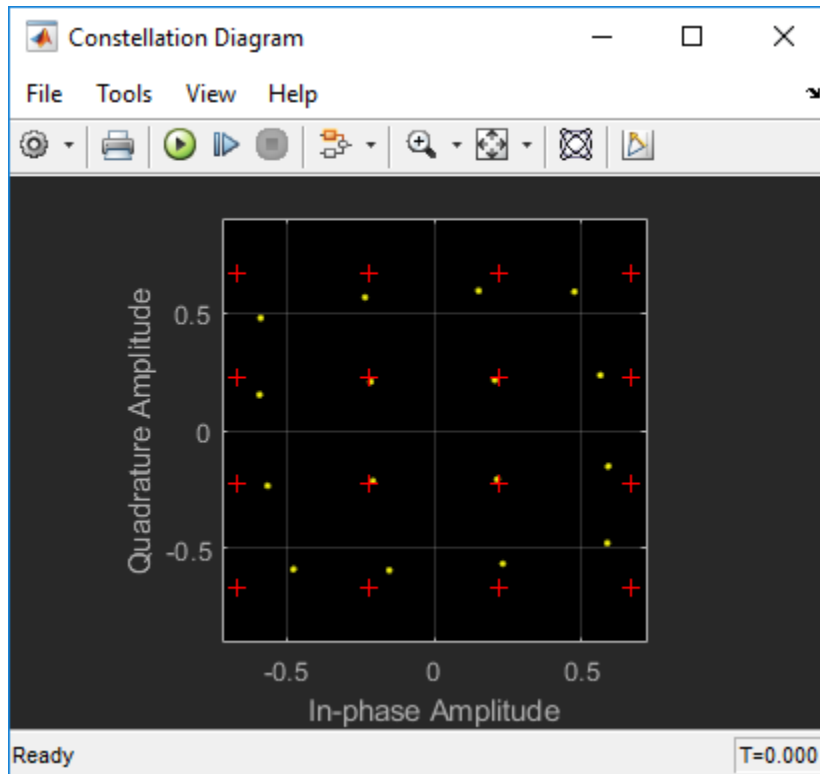 Constellation Diagram
File Tools View Help
Quadrature Amplitude
0.5
0
-0.5
-0.5 0 0.5
In-phase Amplitude
Ready T=0.000